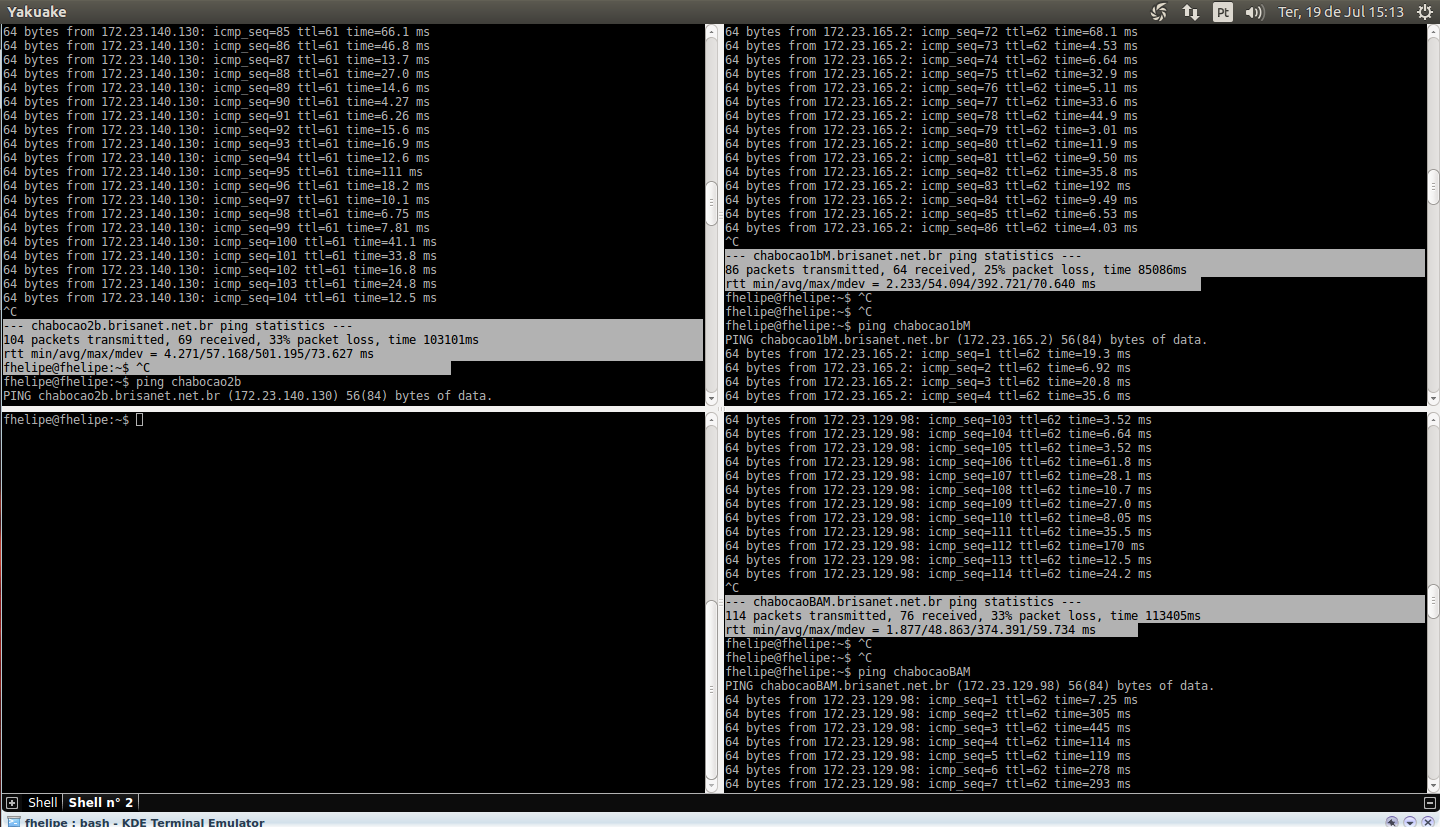 Yakuake
Pt
Ter, 19 de Jul 15:13
64 bytes from 172.23.140.130: icmp_seq=85 ttl=61 time=66.1 ms
64 bytes from 172.23.140.130: icmp_seq=86 ttl=61 time=46.8 ms
64 bytes from 172.23.140.130: icmp_seq=87 ttl=61 time=13.7 ms
64 bytes from 172.23.140.130: icmp_seq=88 ttl=61 time=27.0 ms
64 bytes from 172.23.140.130: icmp_seq=89 ttl=61 time=14.6 ms
64 bytes from 172.23.140.130: icmp_seq=90 ttl=61 time=4.27 ms
64 bytes from 172.23.140.130: icmp_seq=91 ttl=61 time=6.26 ms
64 bytes from 172.23.140.130: icmp_seq=92 ttl=61 time=15.6 ms
64 bytes from 172.23.140.130: icmp_seq=93 ttl=61 time=16.9 ms
64 bytes from 172.23.140.130: icmp_seq=94 ttl=61 time=12.6 ms
64 bytes from 172.23.140.130: icmp_seq=95 ttl=61 time=111 ms
64 bytes from 172.23.140.130: icmp_seq=96 ttl=61 time=18.2 ms
64 bytes from 172.23.140.130: icmp_seq=97 ttl=61 time=10.1 ms
64 bytes from 172.23.140.130: icmp_seq=98 ttl=61 time=6.75 ms
64 bytes from 172.23.140.130: icmp_seq=99 ttl=61 time=7.81 ms
64 bytes from 172.23.140.130: icmp_seq=100 ttl=61 time=41.1 ms
64 bytes from 172.23.140.130: icmp_seq=101 ttl=61 time=33.8 ms
64 bytes from 172.23.140.130: icmp_seq=102 ttl=61 time=16.8 ms
64 bytes from 172.23.140.130: icmp_seq=103 ttl=61 time=24.8 ms
64 bytes from 172.23.140.130: icmp_seq=104 ttl=61 time=12.5 ms
^C
--- chabocao2b.brisanet.net.br ping statistics ---
104 packets transmitted, 69 received, 33% packet loss, time 103101ms
rtt min/avg/max/mdev = 4.271/57.168/501.195/73.627 ms
fhelipe@fhelipe:~$ ^C
fhelipe@fhelipe:~$ ping chabocao2b
PING chabocao2b.brisanet.net.br (172.23.140.130) 56(84) bytes of data.
64 bytes from 172.23.165.2: icmp_seq=72 ttl=62 time=68.1 ms
64 bytes from 172.23.165.2: icmp_seq=73 ttl=62 time=4.53 ms
64 bytes from 172.23.165.2: icmp_seq=74 ttl=62 time=6.64 ms
64 bytes from 172.23.165.2: icmp_seq=75 ttl=62 time=32.9 ms
64 bytes from 172.23.165.2: icmp_seq=76 ttl=62 time=5.11 ms
64 bytes from 172.23.165.2: icmp_seq=77 ttl=62 time=33.6 ms
64 bytes from 172.23.165.2: icmp_seq=78 ttl=62 time=44.9 ms
64 bytes from 172.23.165.2: icmp_seq=79 ttl=62 time=3.01 ms
64 bytes from 172.23.165.2: icmp_seq=80 ttl=62 time=11.9 ms
64 bytes from 172.23.165.2: icmp_seq=81 ttl=62 time=9.50 ms
64 bytes from 172.23.165.2: icmp_seq=82 ttl=62 time=35.8 ms
64 bytes from 172.23.165.2: icmp_seq=83 ttl=62 time=192 ms
64 bytes from 172.23.165.2: icmp_seq=84 ttl=62 time=9.49 ms
64 bytes from 172.23.165.2: icmp_seq=85 ttl=62 time=6.53 ms
64 bytes from 172.23.165.2: icmp_seq=86 ttl=62 time=4.03 ms
^C
--- chabocao1bM.brisanet.net.br ping statistics ---
86 packets transmitted, 64 received, 25% packet loss, time 85086ms
rtt min/avg/max/mdev = 2.233/54.094/392.721/70.640 ms
fhelipe@fhelipe:~$ ^C
fhelipe@fhelipe:~$ ^C
fhelipe@fhelipe:~$ ping chabocao1bM
PING chabocao1bM.brisanet.net.br (172.23.165.2) 56(84) bytes of data.
64 bytes from 172.23.165.2: icmp_seq=1 ttl=62 time=19.3 ms
64 bytes from 172.23.165.2: icmp_seq=2 ttl=62 time=6.92 ms
64 bytes from 172.23.165.2: icmp_seq=3 ttl=62 time=20.8 ms
64 bytes from 172.23.165.2: icmp_seq=4 ttl=62 time=35.6 ms
fhelipe@fhelipe:~$
64 bytes from 172.23.129.98: icmp_seq=103 ttl=62 time=3.52 ms
64 bytes from 172.23.129.98: icmp_seq=104 ttl=62 time=6.64 ms
64 bytes from 172.23.129.98: icmp_seq=105 ttl=62 time=3.52 ms
64 bytes from 172.23.129.98: icmp_seq=106 ttl=62 time=61.8 ms
64 bytes from 172.23.129.98: icmp_seq=107 ttl=62 time=28.1 ms
64 bytes from 172.23.129.98: icmp_seq=108 ttl=62 time=10.7 ms
64 bytes from 172.23.129.98: icmp_seq=109 ttl=62 time=27.0 ms
64 bytes from 172.23.129.98: icmp_seq=110 ttl=62 time=8.05 ms
64 bytes from 172.23.129.98: icmp_seq=111 ttl=62 time=35.5 ms
64 bytes from 172.23.129.98: icmp_seq=112 ttl=62 time=170 ms
64 bytes from 172.23.129.98: icmp_seq=113 ttl=62 time=12.5 ms
64 bytes from 172.23.129.98: icmp_seq=114 ttl=62 time=24.2 ms
^C
--- chabocaoBAM.brisanet.net.br ping statistics ---
114 packets transmitted, 76 received, 33% packet loss, time 113405ms
rtt min/avg/max/mdev = 1.877/48.863/374.391/59.734 ms
fhelipe@fhelipe:~$ ^C
fhelipe@fhelipe:~$ ^C
fhelipe@fhelipe:~$ ping chabocaoBAM
PING chabocaoBAM.brisanet.net.br (172.23.129.98) 56(84) bytes of data.
64 bytes from 172.23.129.98: icmp_seq=1 ttl=62 time=7.25 ms
64 bytes from 172.23.129.98: icmp_seq=2 ttl=62 time=305 ms
64 bytes from 172.23.129.98: icmp_seq=3 ttl=62 time=445 ms
64 bytes from 172.23.129.98: icmp_seq=4 ttl=62 time=114 ms
64 bytes from 172.23.129.98: icmp_seq=5 ttl=62 time=119 ms
64 bytes from 172.23.129.98: icmp_seq=6 ttl=62 time=278 ms
64 bytes from 172.23.129.98: icmp_seq=7 ttl=62 time=293 ms
Shell
Shell n° 2
fhelipe : bash - KDE Terminal Emulator